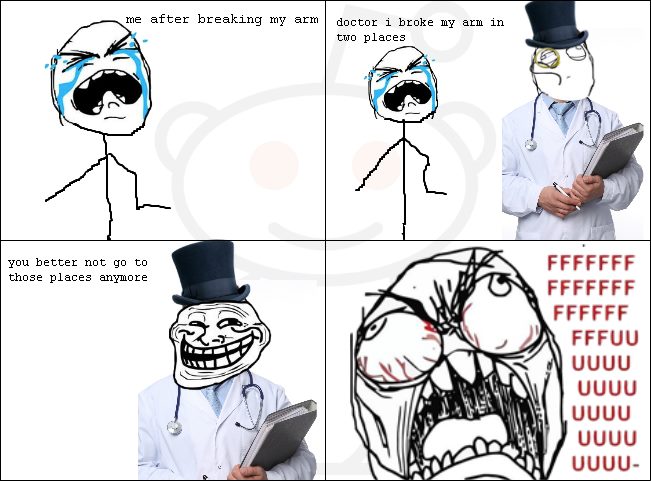 me after breaking my arm
doctor i broke my arm in
two places
you better not go to
those places anymore
FFFFFFF
FFFFFFF
FFFFFF
FFFUU
UUUU
UUUU
UUUU
UUUU
UUUU-